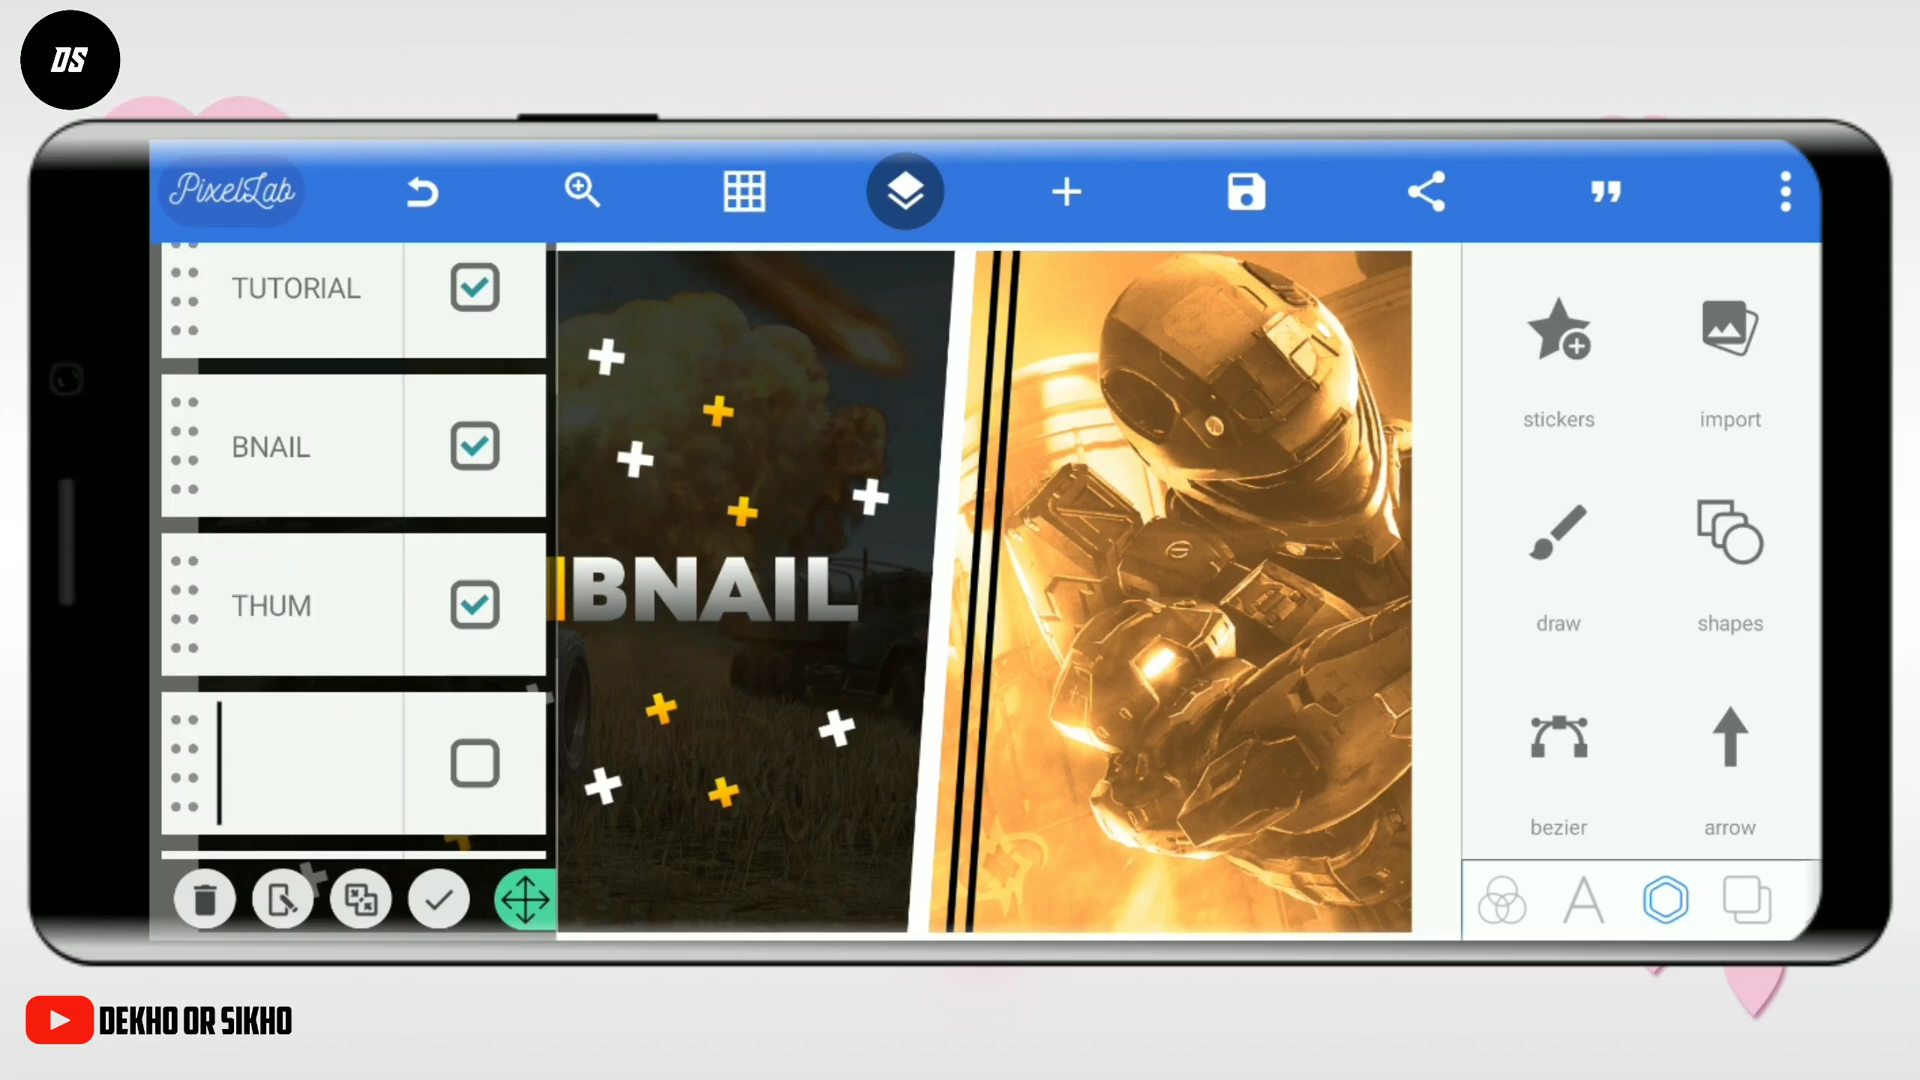 DS
PixelLab
TUTORIAL
BNAIL
THUM
BNAIL
stickers
import
draw
shapes
bezier
arrow
DEKHO OR SIKHO